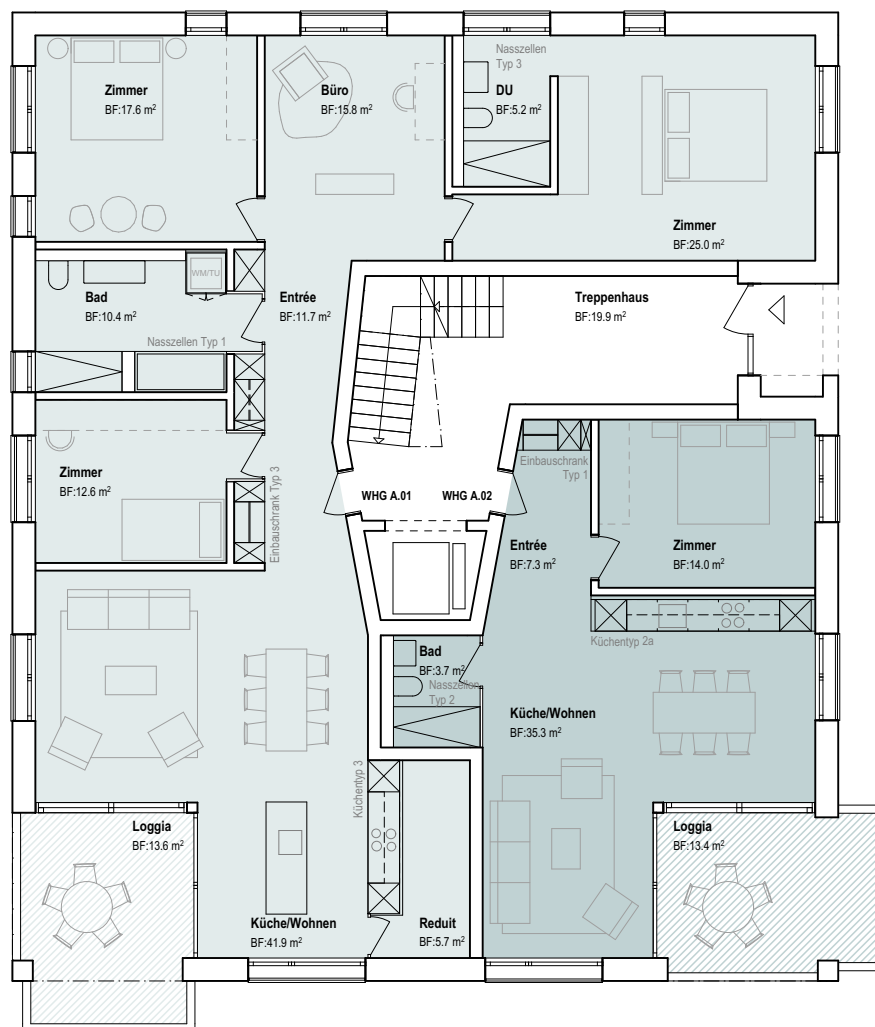 Nasszellen
Typ 3
Zimmer
BF:17.6 m²
Büro
BF:15.8 m²
DU
BF:5.2 m²
Zimmer
BF:25.0 m²
WM/TU
Bad
BF:10.4 m²
Entrée
BF:11.7 m²
Treppenhaus
BF:19.9 m²
Nasszellen Typ 1
Zimmer
BF:12.6 m²
Einbauschrank Typ 3
WHG A.01
WHG A.02
Einbauschrank
Typ 1
Entrée
BF:7.3 m²
Zimmer
BF:14.0 m²
Küchentyp 2a
Bad
BF:3.7 m²
Nasszellen
Typ 2
Küche/Wohnen
BF:35.3 m²
Küchentyp 3
Loggia
BF:13.6 m²
Loggia
BF:13.4 m²
Küche/Wohnen
BF:41.9 m²
Reduit
BF:5.7 m²